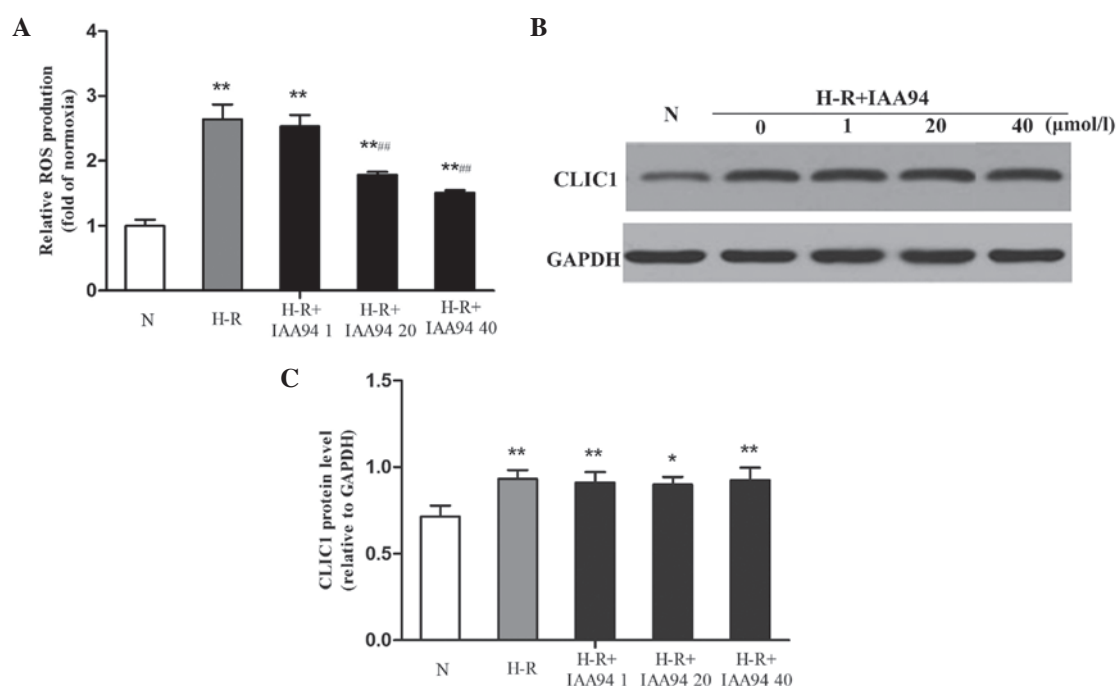 A
Relative ROS prodution
(fold of normoxia)
4
3
2
1
0
**
**
**##
**##
N
H-R
H-R+
IAA94 1
H-R+
IAA94 20
H-R+
IAA94 40
B
N
H-R+IAA94
0 1 20 40 (μmol/l)
CLIC1
GAPDH
C
CLIC1 protein level
(relative to GAPDH)
1.5
1.0
0.5
0.0
**
**
*
**
N
H-R
H-R+
IAA94 1
H-R+
IAA94 20
H-R+
IAA94 40